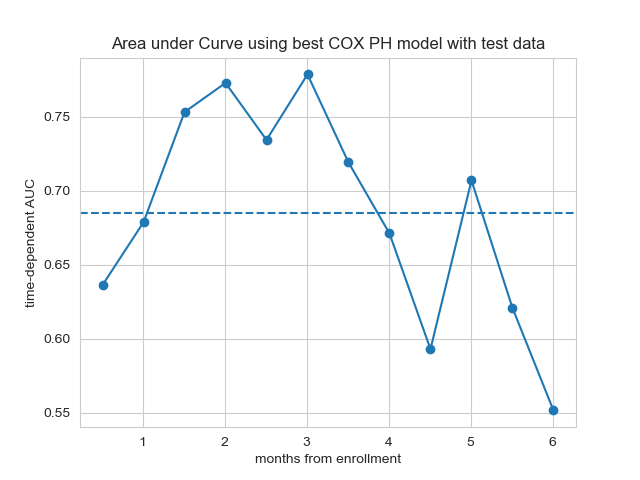 Area under Curve using best COX PH model with test data
time-dependent AUC
0.75
0.70
0.65
0.60
0.55
1 2 3 4 5 6
months from enrollment